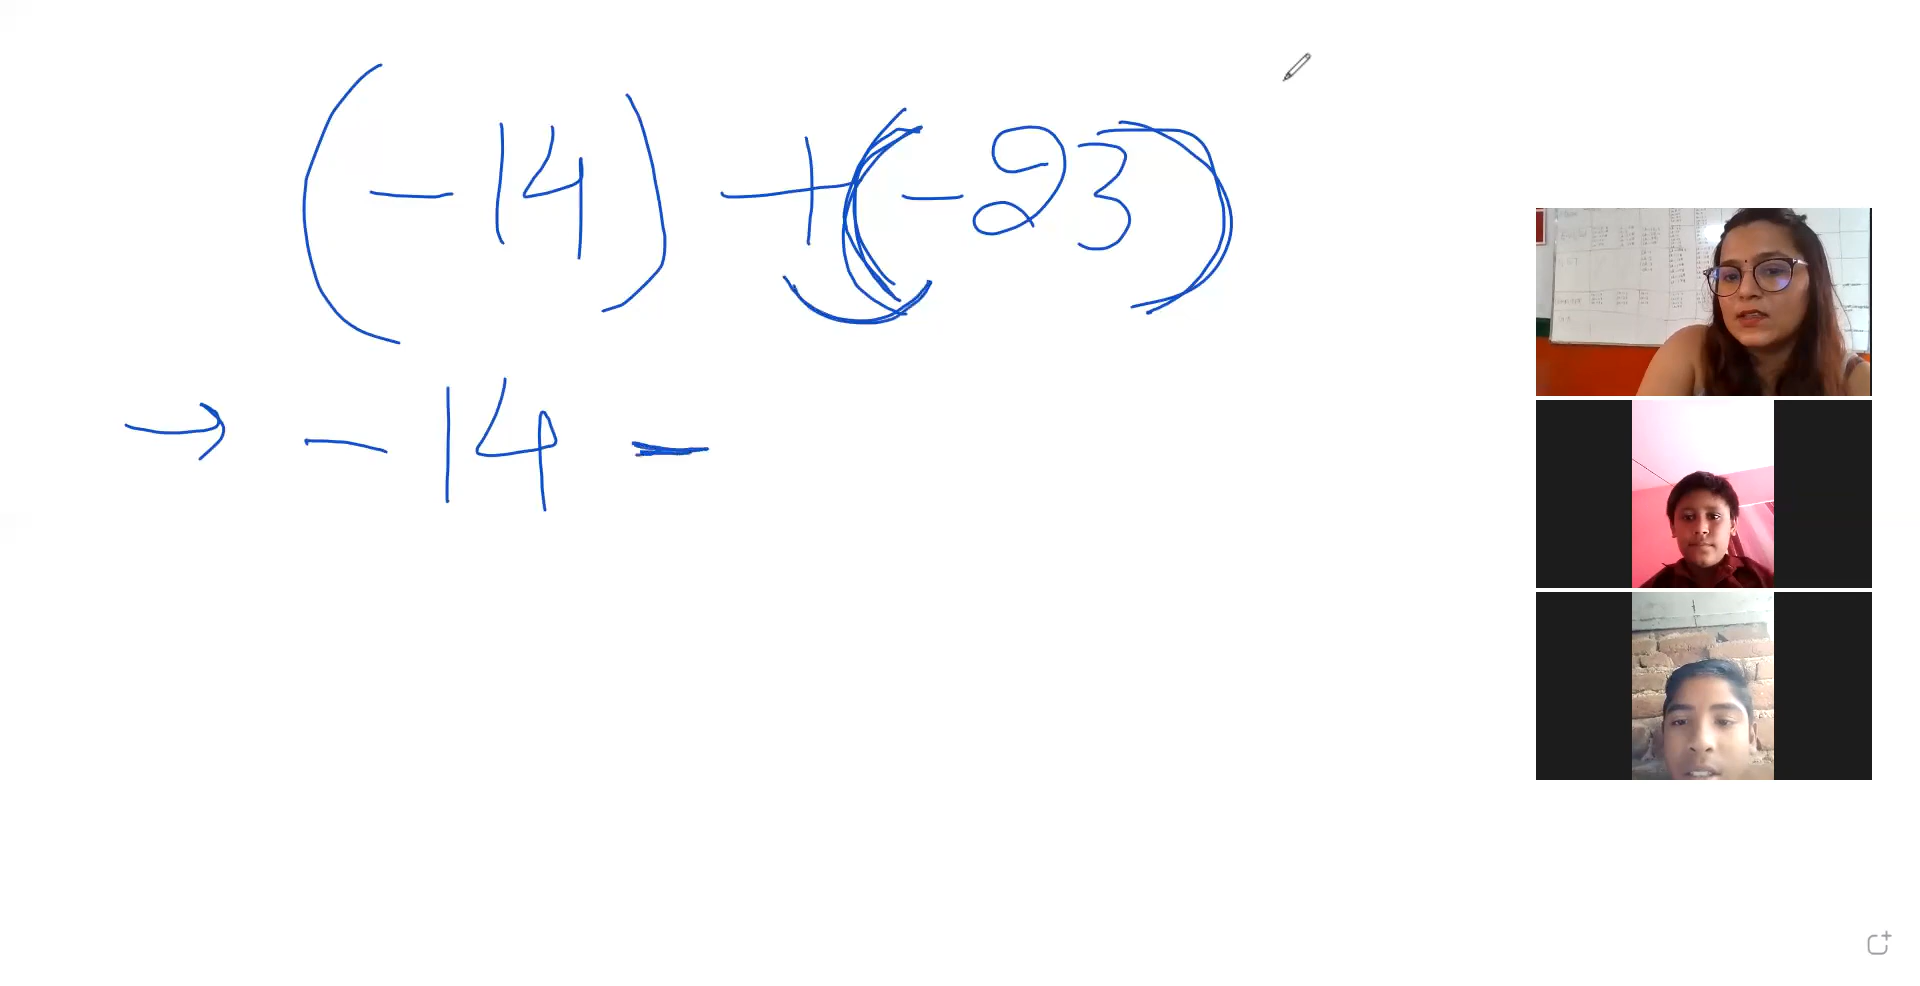 (-14) + (-23)
→ -14 -